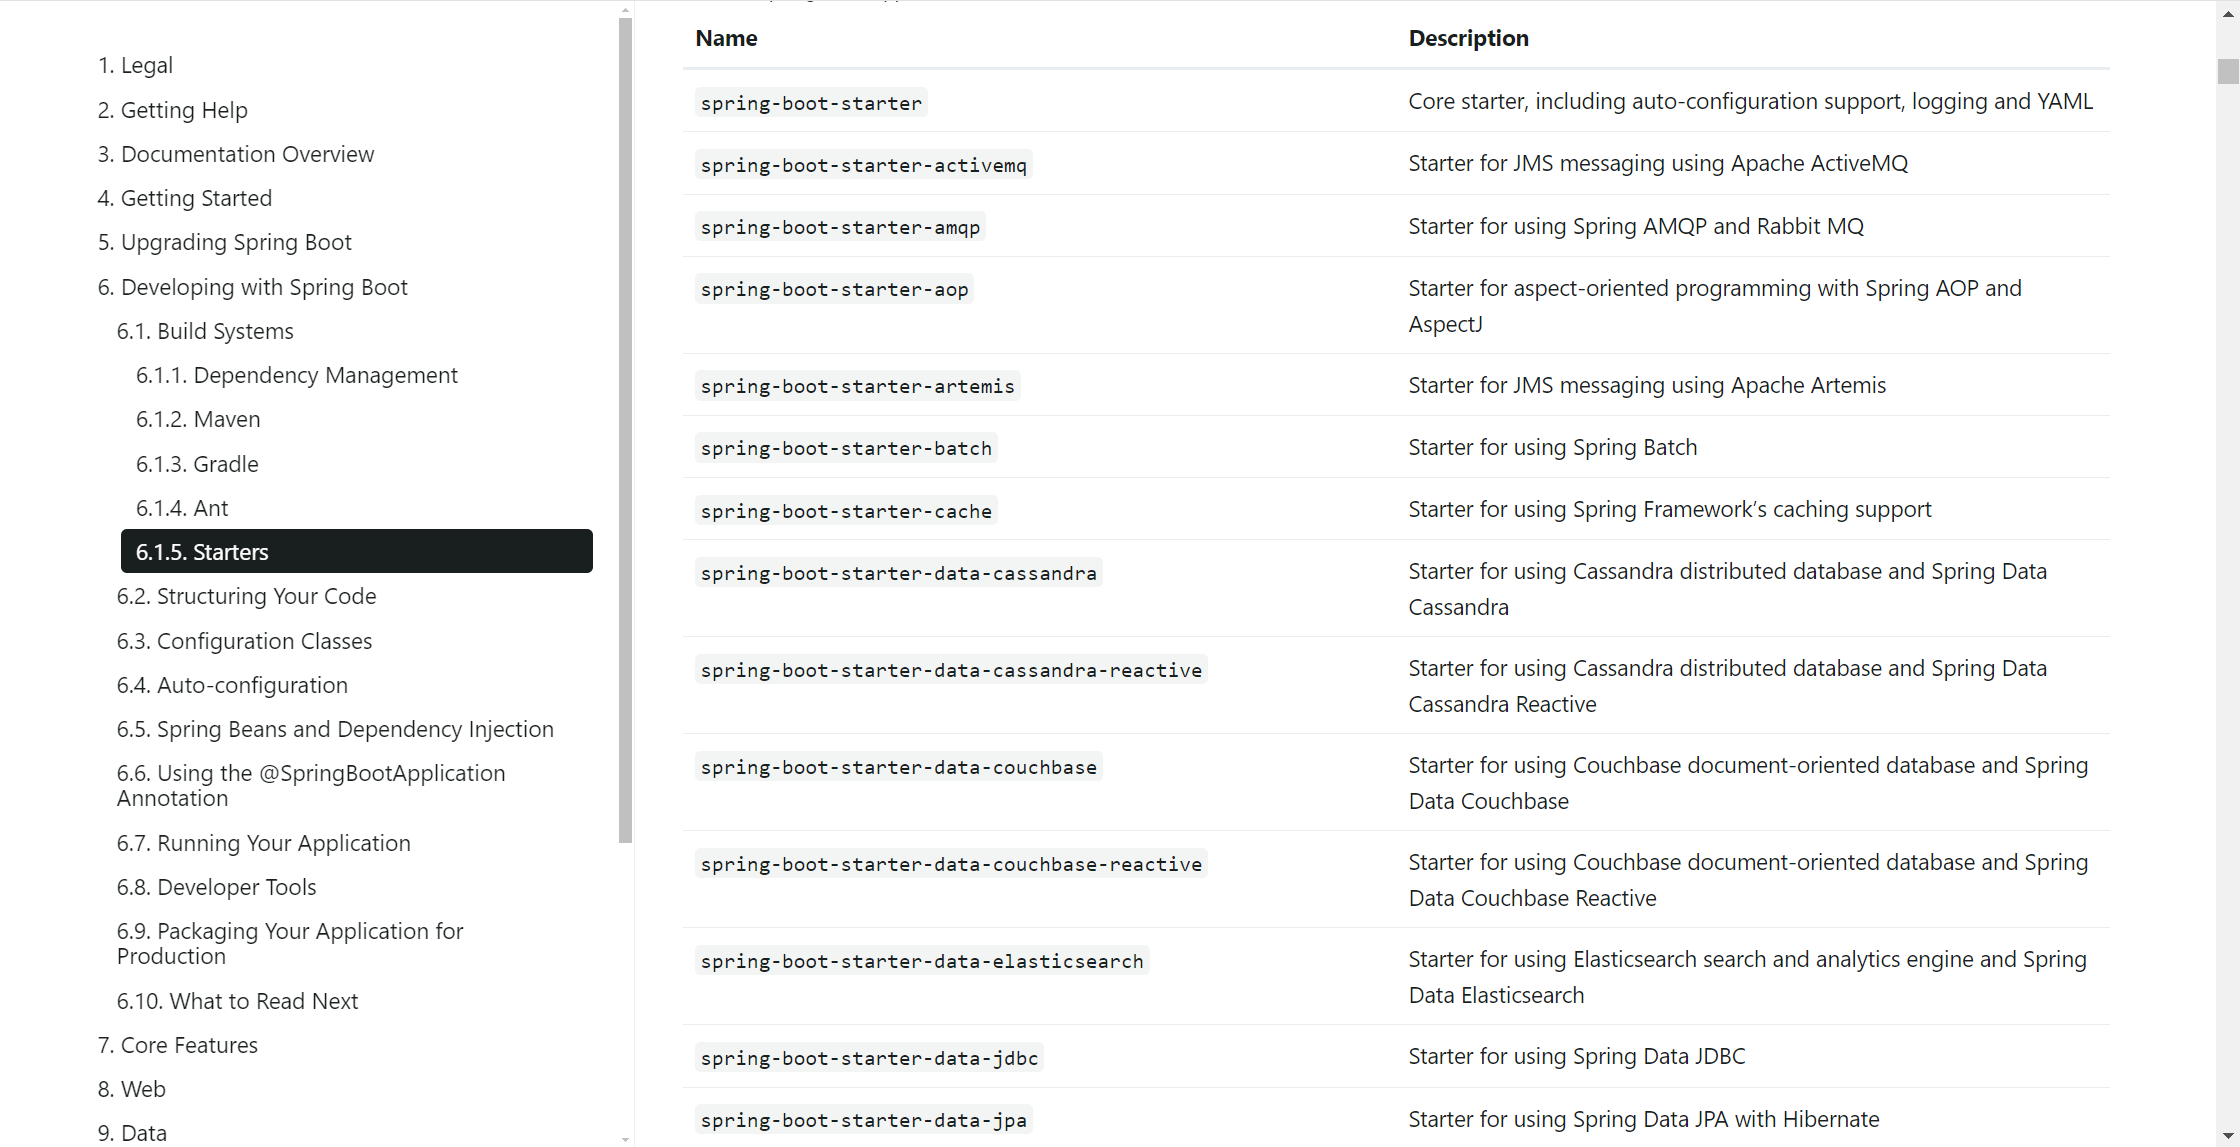 1. Legal
2. Getting Help
3. Documentation Overview
4. Getting Started
5. Upgrading Spring Boot
6. Developing with Spring Boot
6.1. Build Systems
6.1.1. Dependency Management
6.1.2. Maven
6.1.3. Gradle
6.1.4. Ant
6.1.5. Starters
6.2. Structuring Your Code
6.3. Configuration Classes
6.4. Auto-configuration
6.5. Spring Beans and Dependency Injection
6.6. Using the @SpringBootApplication
Annotation
6.7. Running Your Application
6.8. Developer Tools
6.9. Packaging Your Application for
Production
6.10. What to Read Next
7. Core Features
8. Web
9. Data
Name Description
spring-boot-starter Core starter, including auto-configuration support, logging and YAML
spring-boot-starter-activemq Starter for JMS messaging using Apache ActiveMQ
spring-boot-starter-amqp Starter for using Spring AMQP and Rabbit MQ
spring-boot-starter-aop Starter for aspect-oriented programming with Spring AOP and
AspectJ
spring-boot-starter-artemis Starter for JMS messaging using Apache Artemis
spring-boot-starter-batch Starter for using Spring Batch
spring-boot-starter-cache Starter for using Spring Framework’s caching support
spring-boot-starter-data-cassandra Starter for using Cassandra distributed database and Spring Data
Cassandra
spring-boot-starter-data-cassandra-reactive Starter for using Cassandra distributed database and Spring Data
Cassandra Reactive
spring-boot-starter-data-couchbase Starter for using Couchbase document-oriented database and Spring
Data Couchbase
spring-boot-starter-data-couchbase-reactive Starter for using Couchbase document-oriented database and Spring
Data Couchbase Reactive
spring-boot-starter-data-elasticsearch Starter for using Elasticsearch search and analytics engine and Spring
Data Elasticsearch
spring-boot-starter-data-jdbc Starter for using Spring Data JDBC
spring-boot-starter-data-jpa Starter for using Spring Data JPA with Hibernate